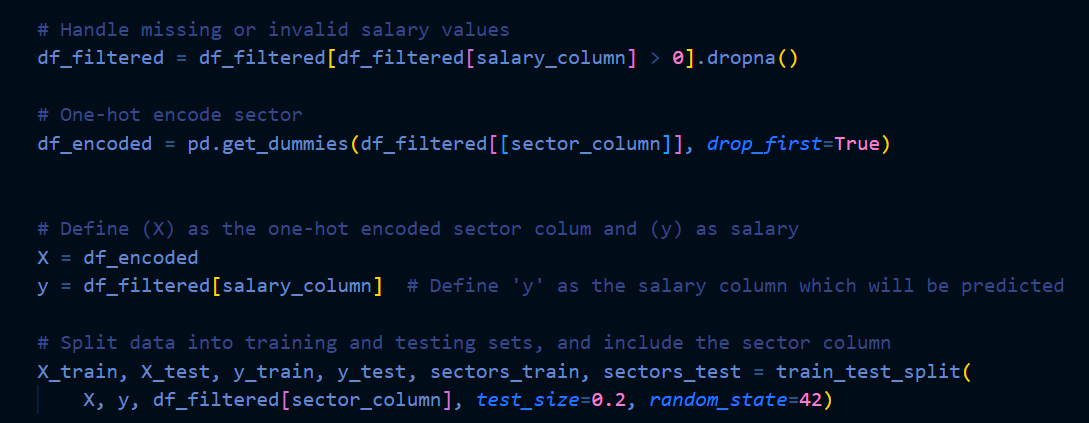 # Handle missing or invalid salary values
df_filtered = df_filtered[df_filtered[salary_column] > 0].dropna()
# One-hot encode sector
df_encoded = pd.get_dummies(df_filtered[[sector_column]], drop_first=True)
# Define (X) as the one-hot encoded sector colum and (y) as salary
X = df_encoded
y = df_filtered[salary_column]  # Define 'y' as the salary column which will be predicted
# Split data into training and testing sets, and include the sector column
X_train, X_test, y_train, y_test, sectors_train, sectors_test = train_test_split(
    X, y, df_filtered[sector_column], test_size=0.2, random_state=42)